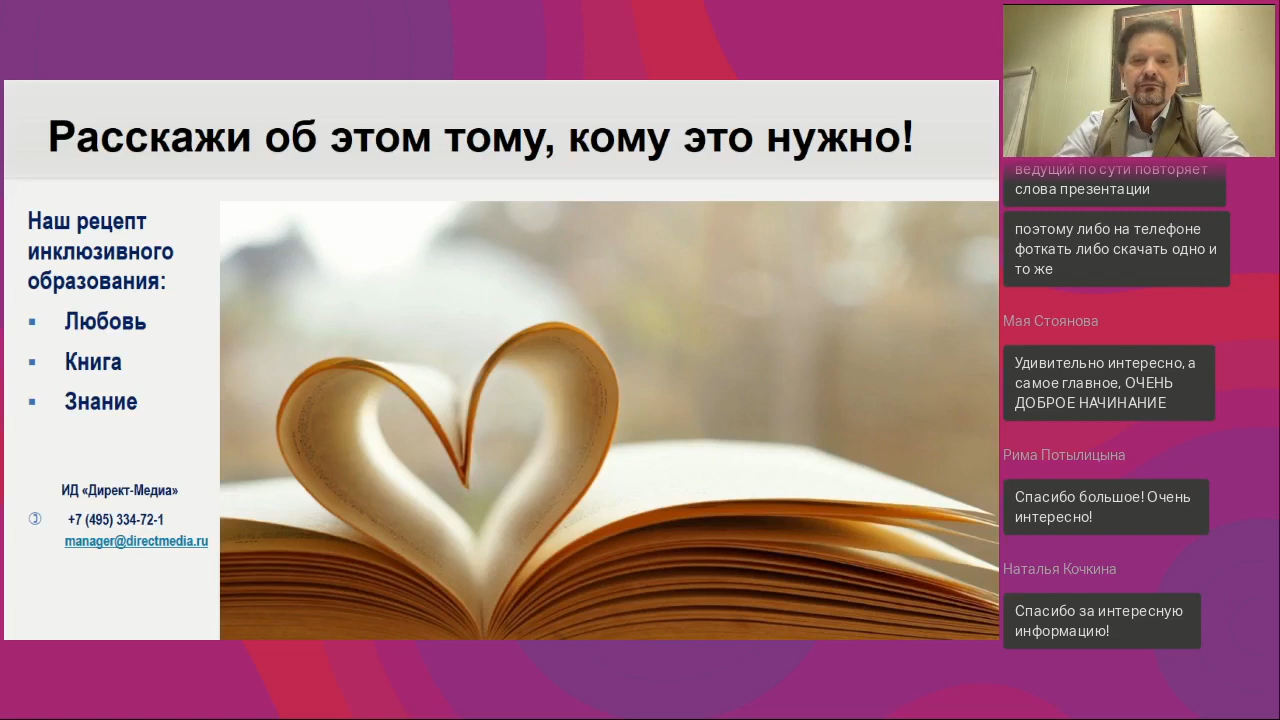 Расскажи об этом тому, кому это нужно!
Наш рецепт
инклюзивного
образования:
Любовь
Книга
Знание
ИД «Директ-Медиа»
+7 (495) 334-72-1
manager@directmedia.ru
ведущий по сути повторяет
слова презентации
поэтому либо на телефоне
фоткать либо скачать одно и
то же
Мая Стоянова
Удивительно интересно, а
самое главное, ОЧЕНЬ
ДОБРОЕ НАЧИНАНИЕ
Рима Потылицына
Спасибо большое! Очень
интересно!
Наталья Кочкина
Спасибо за интересную
информацию!